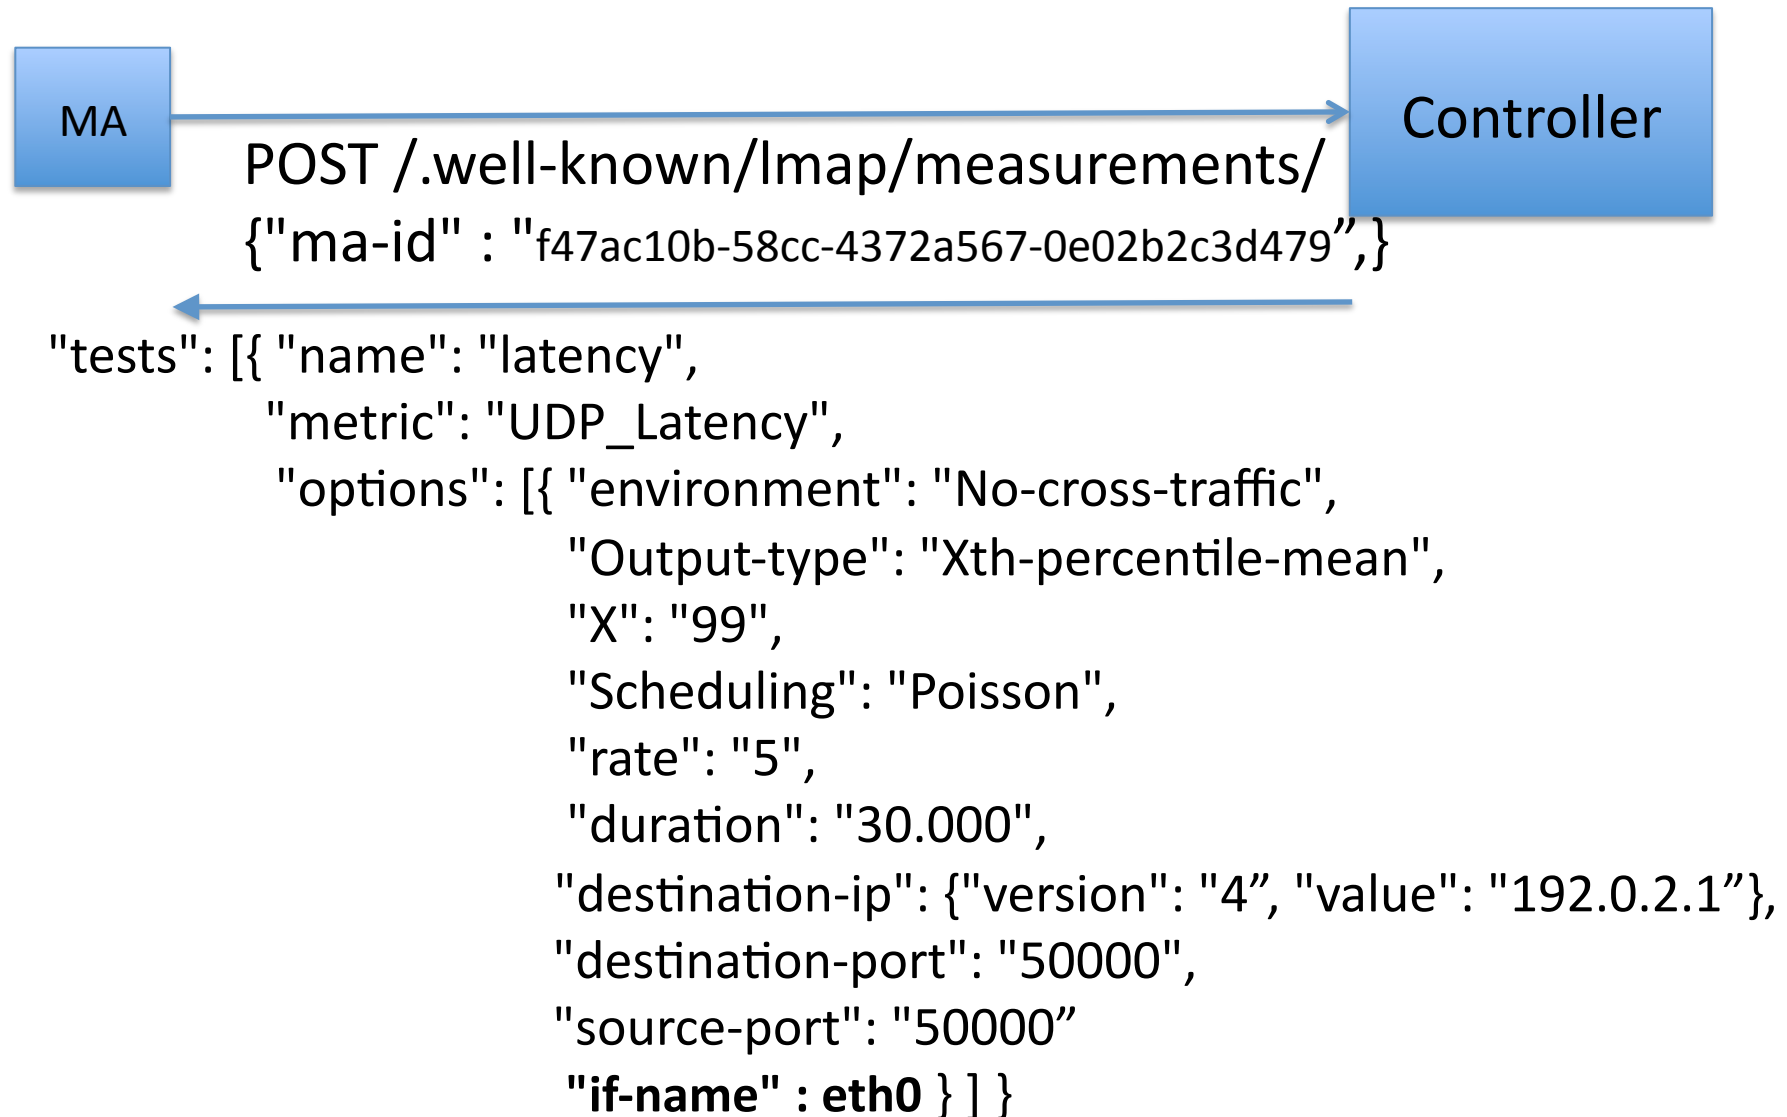 MA
Controller
POST /.well-known/lmap/measurements/
{"ma-id" : "f47ac10b-58cc-4372a567-0e02b2c3d479”,}
"tests": [{ "name": "latency",
"metric": "UDP_Latency",
"options": [{ "environment": "No-cross-traffic",
"Output-type": "Xth-percentile-mean",
"X": "99",
"Scheduling": "Poisson",
"rate": "5",
"duration": "30.000",
"destination-ip": {"version": "4”, "value": "192.0.2.1”},
"destination-port": "50000",
"source-port": "50000”
"if-name" : eth0 } ] }